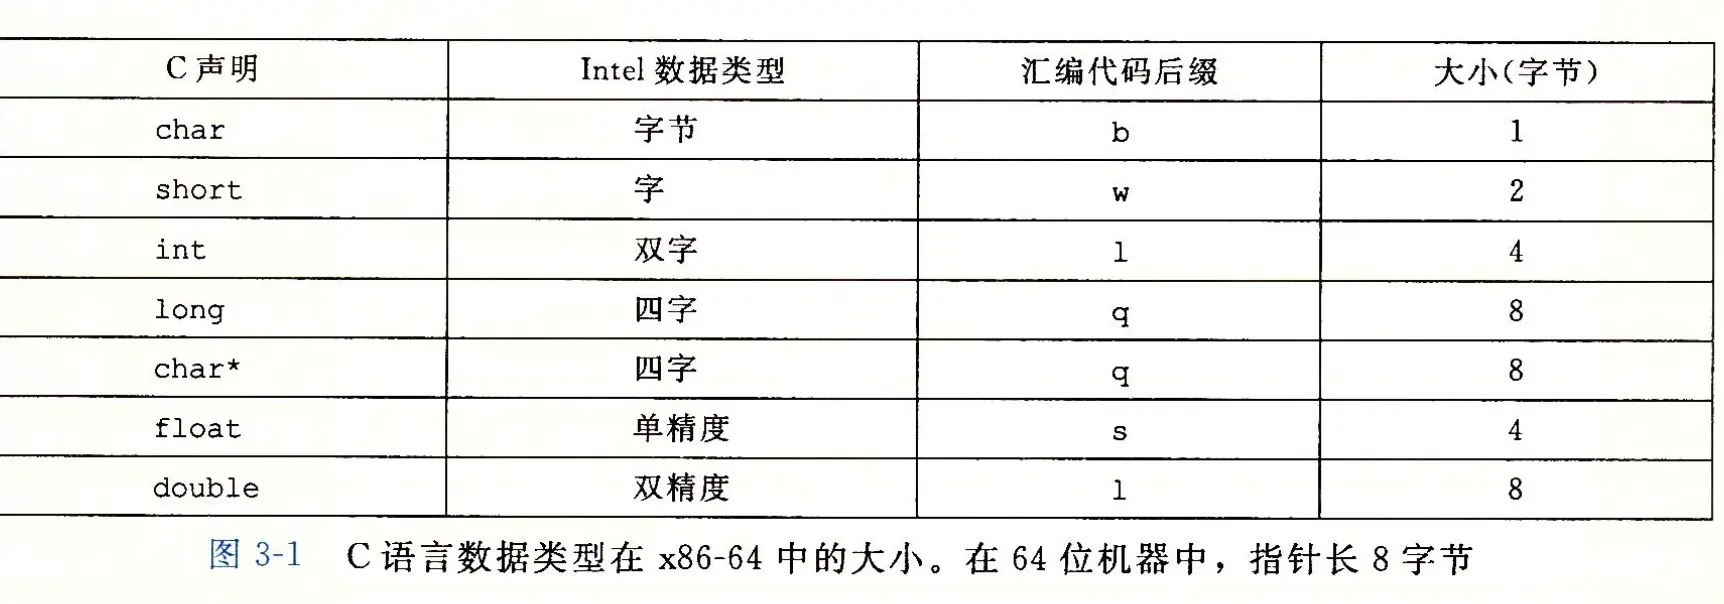 C 声明 Intel 数据类型 汇编代码后缀 大小(字节)
char 字节 b 1
short 字 w 2
int 双字 l 4
long 四字 q 8
char* 四字 q 8
float 单精度 s 4
double 双精度 l 8
图 3-1 C 语言数据类型在 x86-64 中的大小。在 64 位机器中，指针长 8 字节